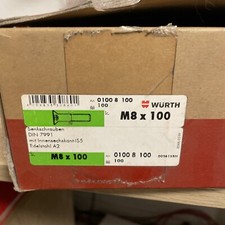 0100 8 100
100
WÜRTH
M8 x 100
Senkschrauben
DIN 7991
mit Innensechskant-ISS
Edelstahl A2
M8 x 100
0100 8 100
100